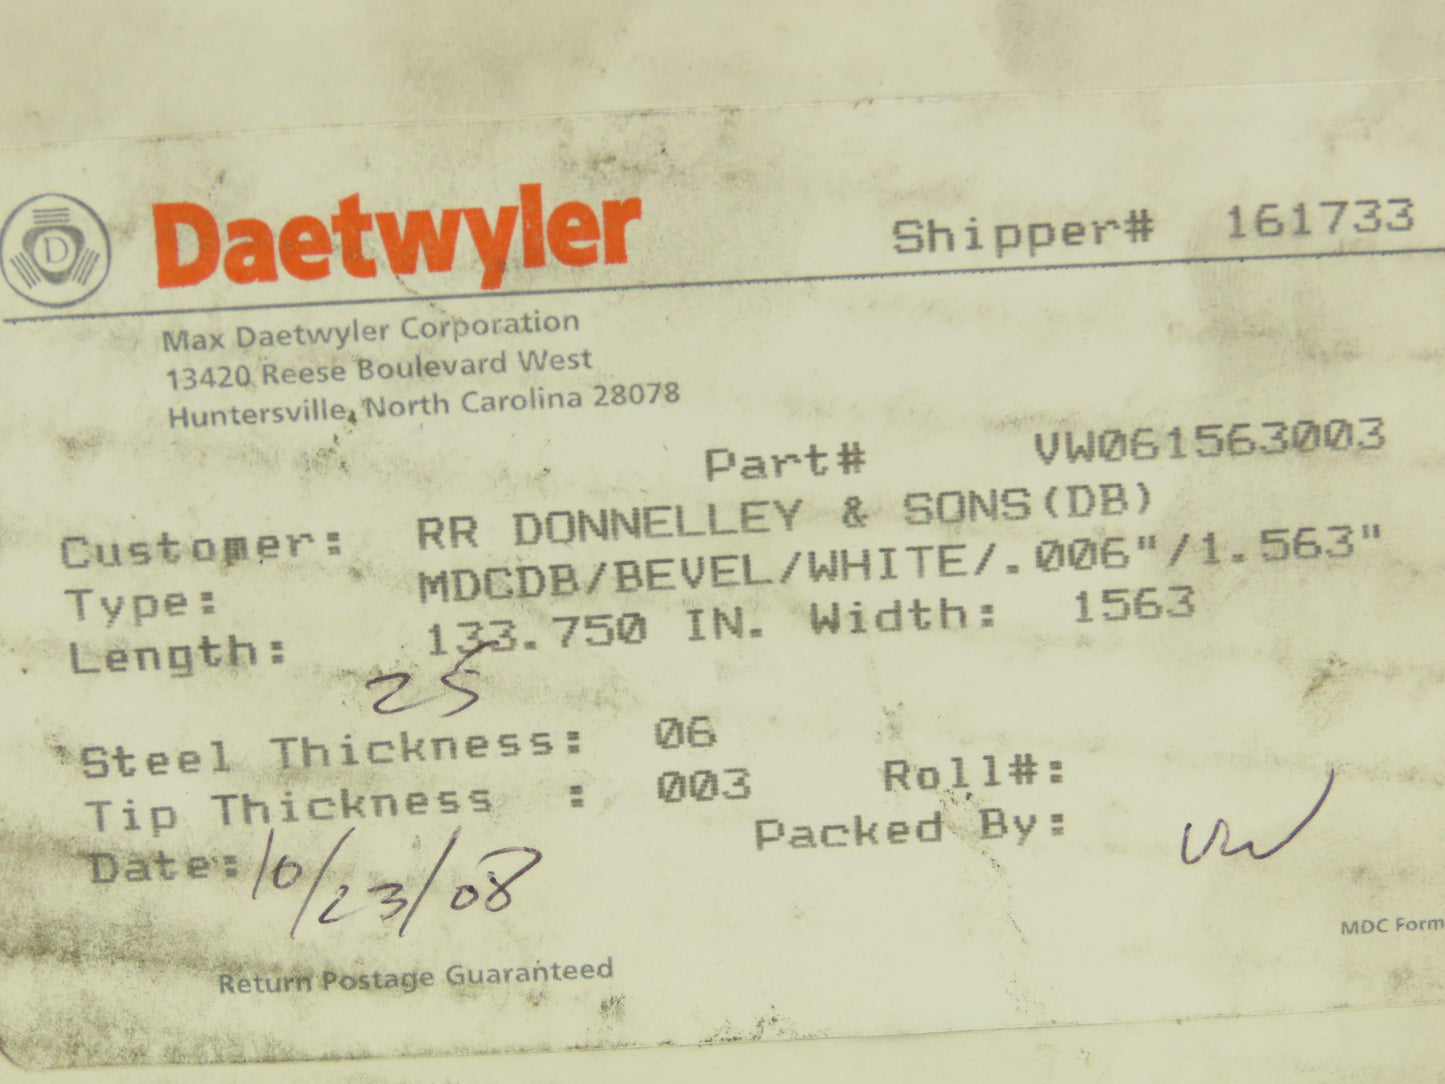 D
Daetwyler
Shipper# 161733
Max Daetwyler Corporation
13420 Reese Boulevard West
Huntersville, North Carolina 28078
Part# VW061563003
Customer: RR DONNELLEY & SONS(DB)
Type: MDCDB/BEVEL/WHITE/.006"/1.563"
Length: 133.750 IN. Width: 1563
25
Steel Thickness: 06
Tip Thickness : 003 Roll#:
Packed By:
Date: 10/23/08
MDC Form
Return Postage Guaranteed